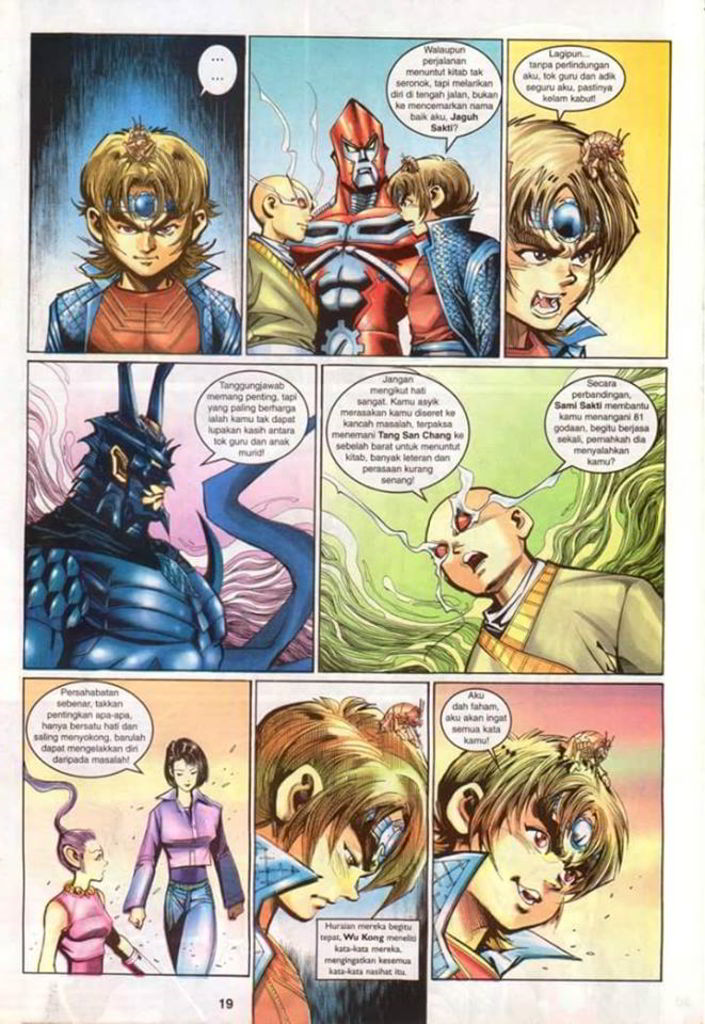 ...
...
Walaupun
perjalanan
menuntut kitab tak
seronok, tapi melarikan
diri di tengah jalan, bukan
ke mencemarkan nama
baik aku, Jaguh
Sakti?
Lagipun...
tanpa perlindungan
aku, tok guru dan adik
seguru aku, pastinya
kelam kabut!
Tanggungjawab
memang penting, tapi
yang paling berharga
ialah kamu tak dapat
lupakan kasih antara
tok guru dan anak
murid!
Jangan
mengikut hati
sangat. Kamu asyik
merasakan kamu diseret ke
kancah masalah, terpaksa
menemani Tang San Chang ke
sebelah barat untuk menuntut
kitab, banyak leteran dan
perasaan kurang
senang!
Secara
perbandingan,
Sami Sakti membantu
kamu menangani 81
godaan, begitu berjasa
sekali, pernahkah dia
menyalahkan
kamu?
Persahabatan
sebenar, takkan
pentingkan apa-apa,
hanya bersatu hati dan
saling menyokong, barulah
dapat mengelakkan diri
daripada masalah!
Huraian mereka begitu
tepat, Wu Kong meneliti
kata-kata mereka,
mengingatkan kesemua
kata-kata nasihat itu.
Aku
dah faham,
aku akan ingat
semua kata
kamu!
19